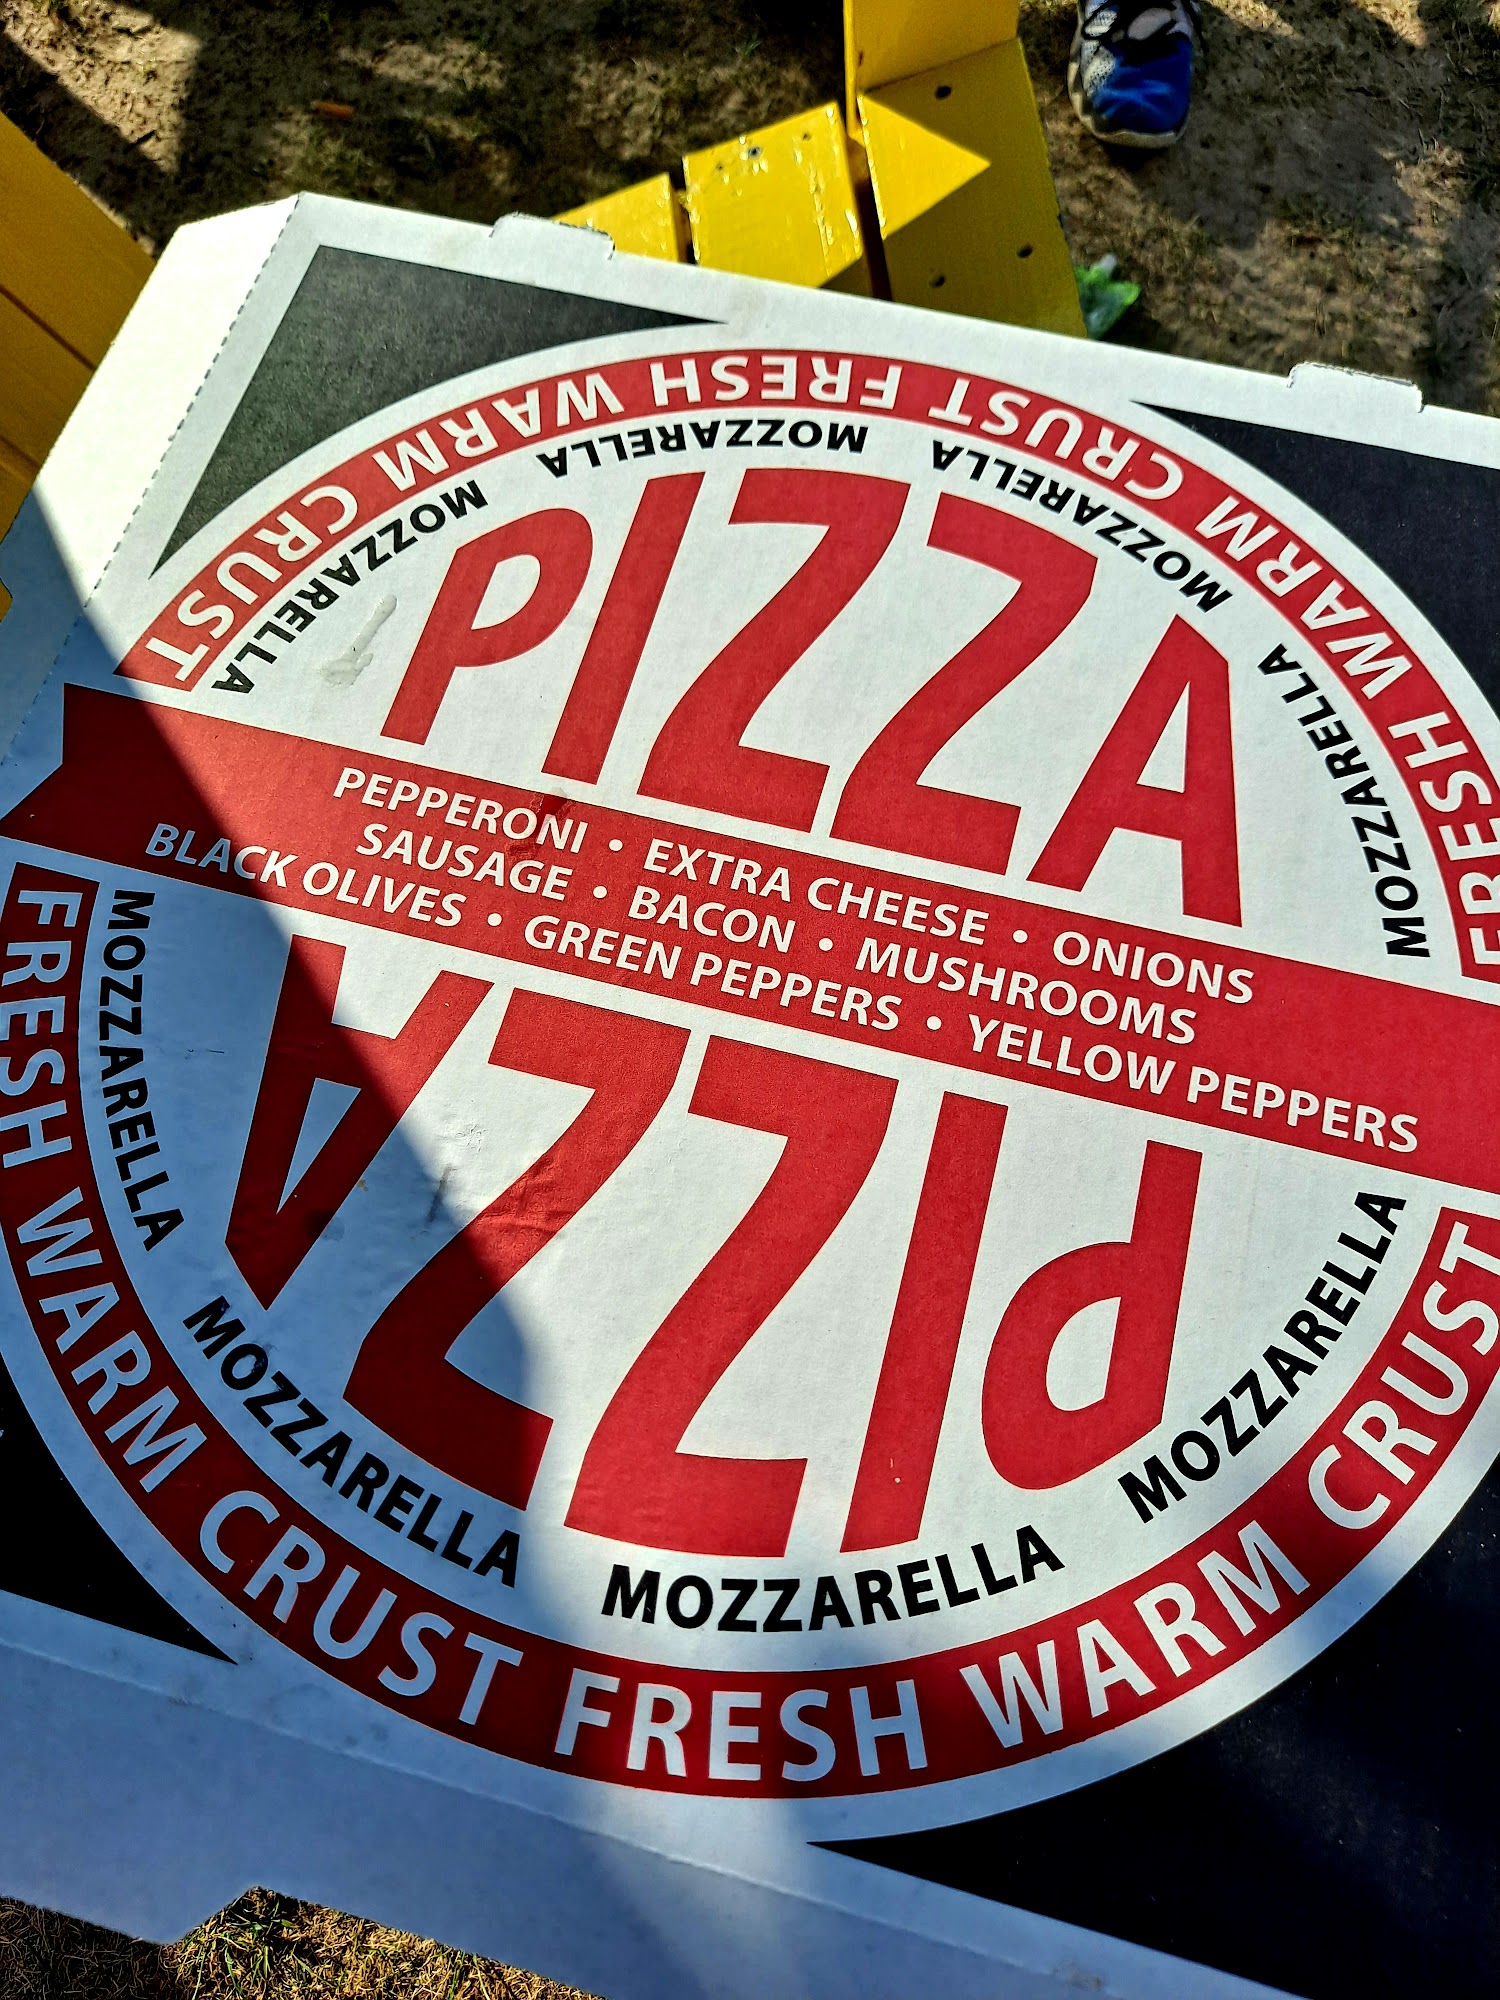 FRESH WARM CRUST FRESH WARM CRUST
MOZZARELLA MOZZARELLA MOZZARELLA MOZZARELLA
PIZZA
PEPPERONI • EXTRA CHEESE • ONIONS
SAUSAGE • BACON • MUSHROOMS
BLACK OLIVES • GREEN PEPPERS • YELLOW PEPPERS
PIZZA
MOZZARELLA MOZZARELLA MOZZARELLA MOZZARELLA
FRESH WARM CRUST FRESH WARM CRUST